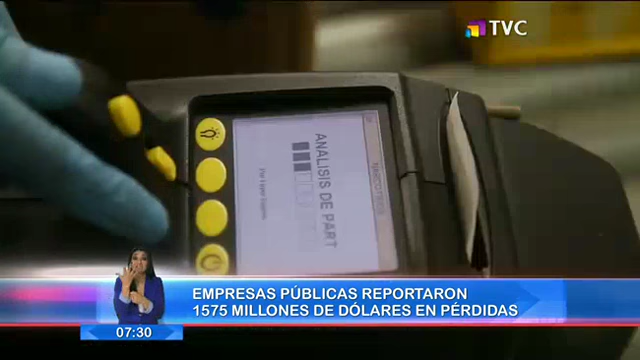 TVC
ANALISIS DE PART
EMPRESAS PÚBLICAS REPORTARON
1575 MILLONES DE DÓLARES EN PÉRDIDAS
07:30